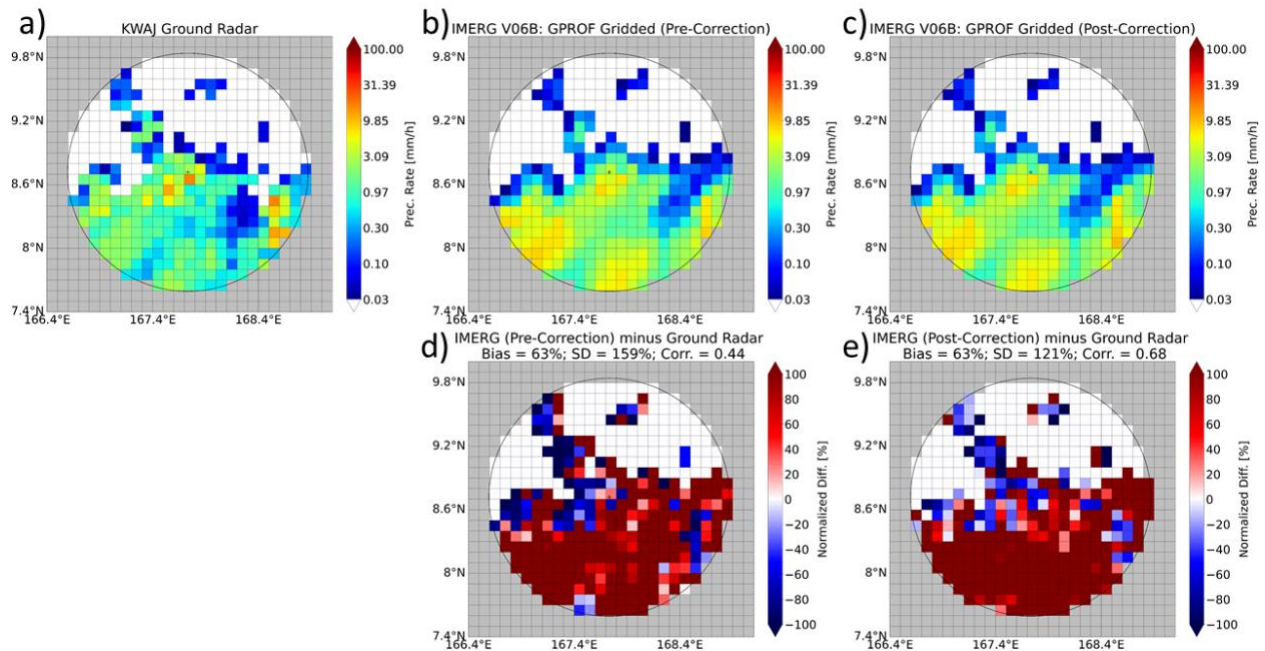 a)
KWAJ Ground Radar
9.8°N
9.2°N
8.6°N
8°N
7.4°N
166.4°E
167.4°E
168.4°E
100.00
31.39
9.85
3.09
0.97
0.30
0.10
0.03
Prec. Rate [mm/h]
b)
IMERG V06B: GPROF Gridded (Pre-Correction)
9.8°N
9.2°N
8.6°N
8°N
7.4°N
166.4°E
167.4°E
168.4°E
100.00
31.39
9.85
3.09
0.97
0.30
0.10
0.03
Prec. Rate [mm/h]
c)
IMERG V06B: GPROF Gridded (Post-Correction)
9.8°N
9.2°N
8.6°N
8°N
7.4°N
166.4°E
167.4°E
168.4°E
100.00
31.39
9.85
3.09
0.97
0.30
0.10
0.03
Prec. Rate [mm/h]
d)
IMERG (Pre-Correction) minus Ground Radar
Bias = 63%; SD = 159%; Corr. = 0.44
9.8°N
9.2°N
8.6°N
8°N
7.4°N
166.4°E
167.4°E
168.4°E
100
80
60
40
20
0
−20
−40
−60
−80
−100
Normalized Diff. [%]
e)
IMERG (Post-Correction) minus Ground Radar
Bias = 63%; SD = 121%; Corr. = 0.68
9.8°N
9.2°N
8.6°N
8°N
7.4°N
166.4°E
167.4°E
168.4°E
100
80
60
40
20
0
−20
−40
−60
−80
−100
Normalized Diff. [%]